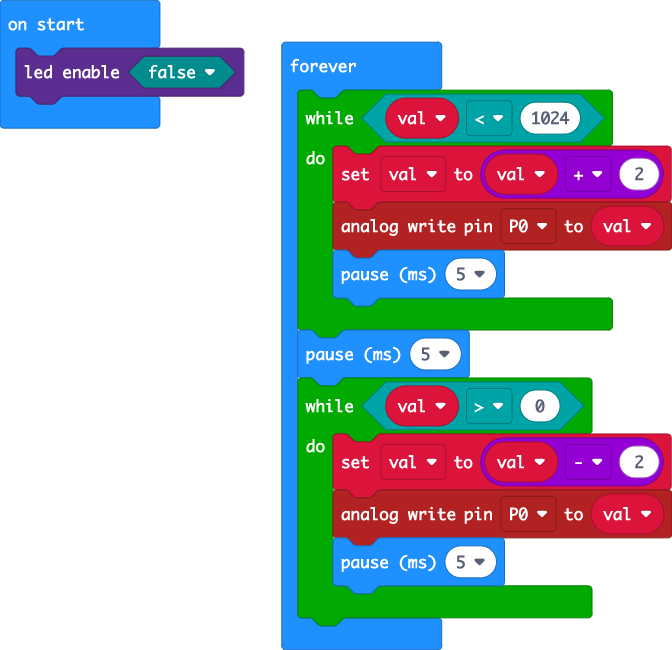 on start
led enable false
forever
while val < 1024
do
set val to val + 2
analog write pin P0 to val
pause (ms) 5
pause (ms) 5
while val > 0
do
set val to val - 2
analog write pin P0 to val
pause (ms) 5